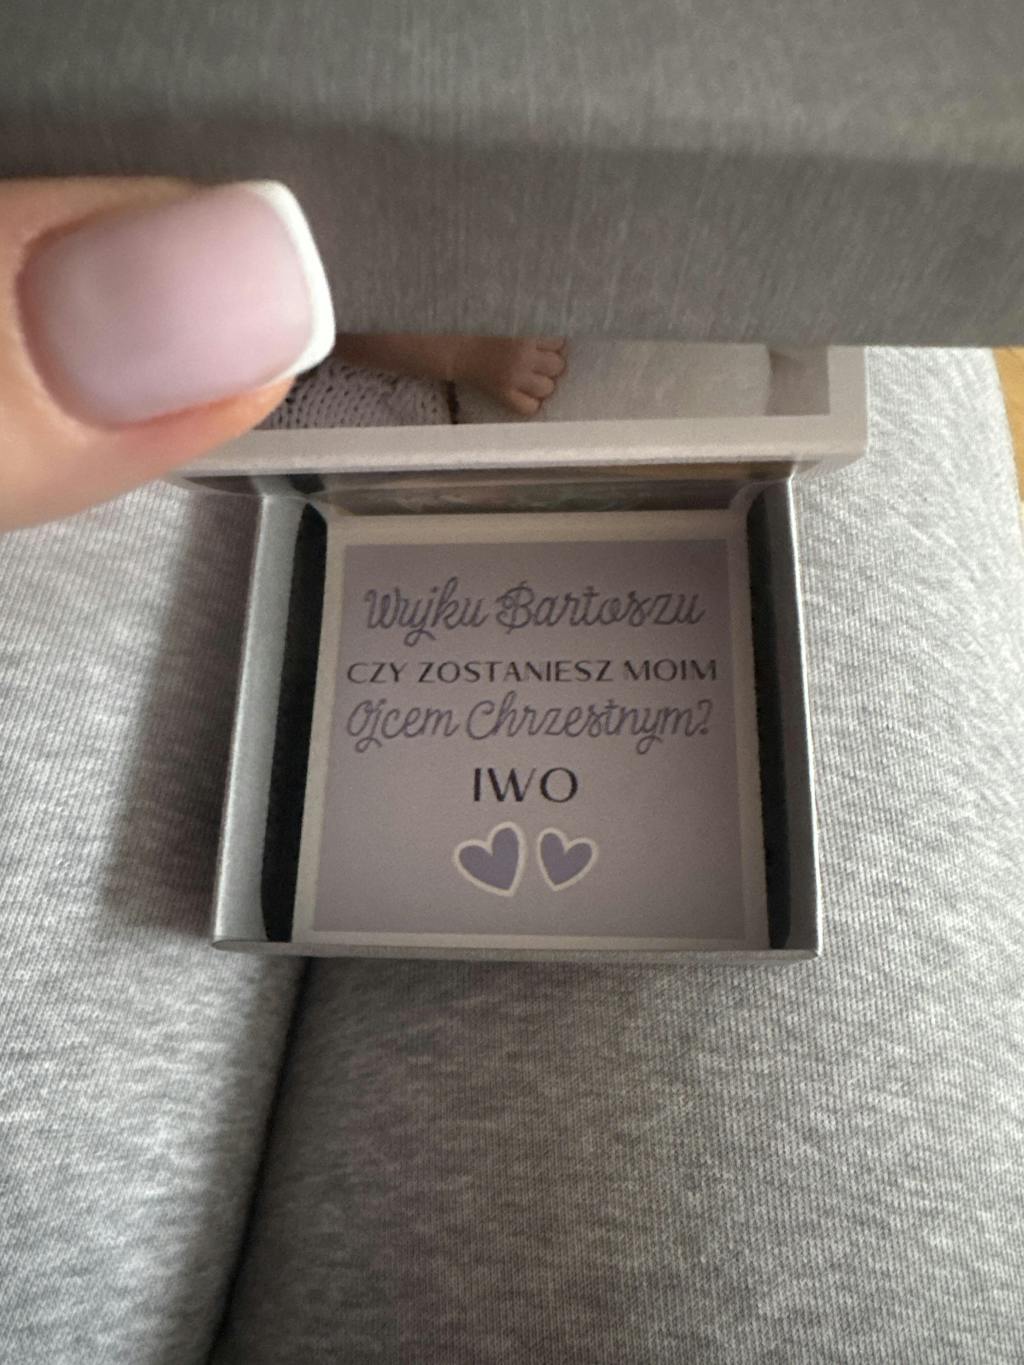 Wujku Bartoszu
CZY ZOSTANIESZ MOIM
Ojcem Chrzestnym?
IWO